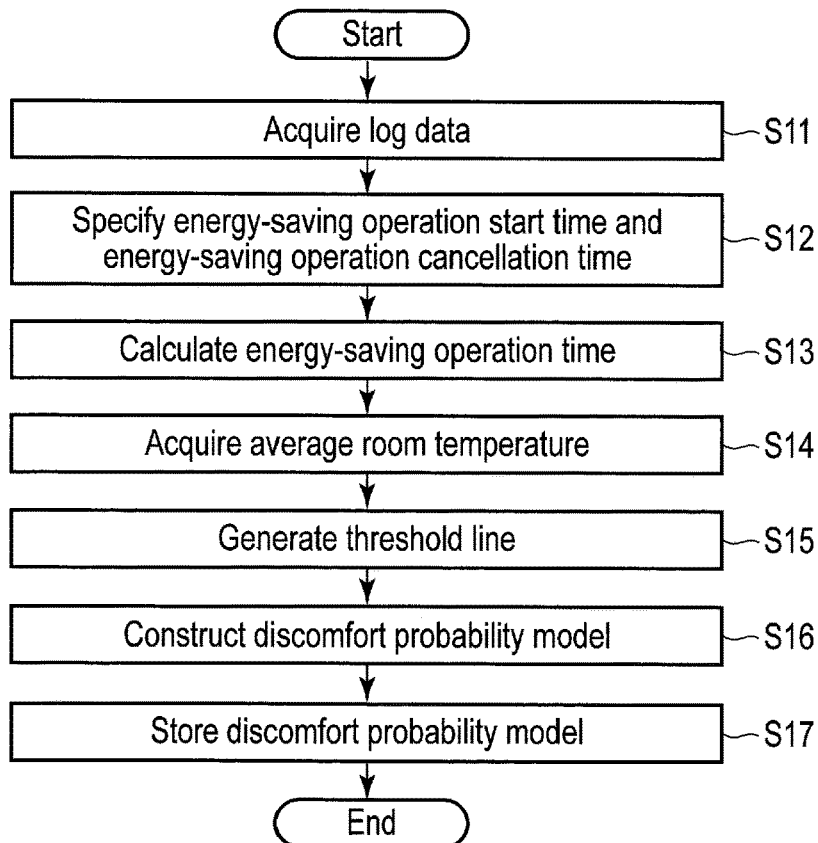 Start
Acquire log data
S11
Specify energy-saving operation start time and
energy-saving operation cancellation time
S12
Calculate energy-saving operation time
S13
Acquire average room temperature
S14
Generate threshold line
S15
Construct discomfort probability model
S16
Store discomfort probability model
S17
End